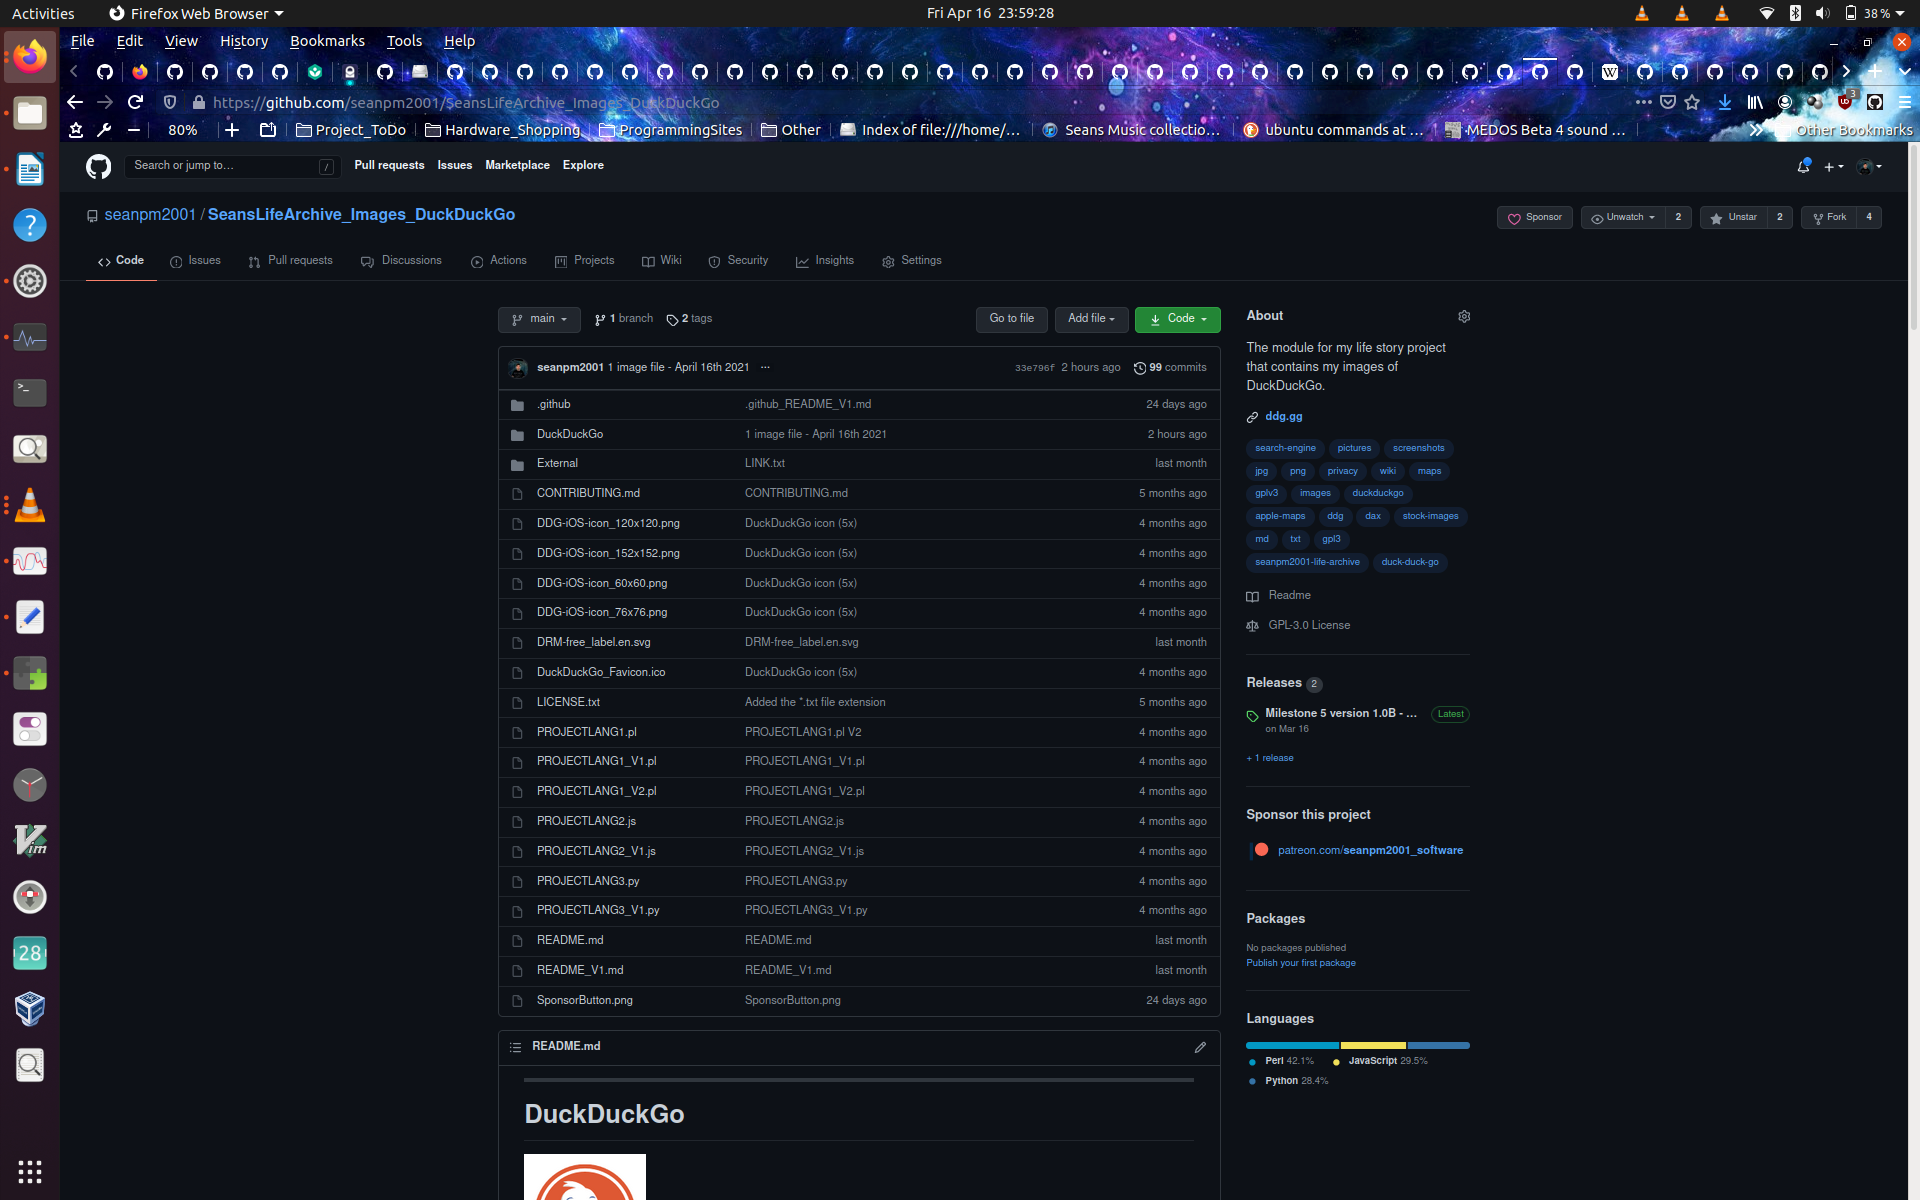 Activities Firefox Web Browser Fri Apr 16 23:59:28 38 %
File Edit View History Bookmarks Tools Help
https://github.com/seanpm2001/SeansLifeArchive_Images_DuckDuckGo 3
80% Project_ToDo Hardware_Shopping ProgrammingSites Other Index of file:///home/… Seans Music collectio… ubuntu commands at … MEDOS Beta 4 sound … Other Bookmarks
Search or jump to… / Pull requests Issues Marketplace Explore
seanpm2001 / SeansLifeArchive_Images_DuckDuckGo Sponsor Unwatch 2 Unstar 2 Fork 4
Code Issues Pull requests Discussions Actions Projects Wiki Security Insights Settings
main 1 branch 2 tags Go to file Add file Code
seanpm2001 1 image file - April 16th 2021 ... 33e796f 2 hours ago 99 commits
.github .github_README_V1.md 24 days ago
DuckDuckGo 1 image file - April 16th 2021 2 hours ago
External LINK.txt last month
CONTRIBUTING.md CONTRIBUTING.md 5 months ago
DDG-iOS-icon_120x120.png DuckDuckGo icon (5x) 4 months ago
DDG-iOS-icon_152x152.png DuckDuckGo icon (5x) 4 months ago
DDG-iOS-icon_60x60.png DuckDuckGo icon (5x) 4 months ago
DDG-iOS-icon_76x76.png DuckDuckGo icon (5x) 4 months ago
DRM-free_label.en.svg DRM-free_label.en.svg last month
DuckDuckGo_Favicon.ico DuckDuckGo icon (5x) 4 months ago
LICENSE.txt Added the *.txt file extension 5 months ago
PROJECTLANG1.pl PROJECTLANG1.pl V2 4 months ago
PROJECTLANG1_V1.pl PROJECTLANG1_V1.pl 4 months ago
PROJECTLANG1_V2.pl PROJECTLANG1_V2.pl 4 months ago
PROJECTLANG2.js PROJECTLANG2.js 4 months ago
PROJECTLANG2_V1.js PROJECTLANG2_V1.js 4 months ago
PROJECTLANG3.py PROJECTLANG3.py 4 months ago
PROJECTLANG3_V1.py PROJECTLANG3_V1.py 4 months ago
README.md README.md last month
README_V1.md README_V1.md last month
SponsorButton.png SponsorButton.png 24 days ago
README.md
DuckDuckGo
About
The module for my life story project
that contains my images of
DuckDuckGo.
ddg.gg
search-engine pictures screenshots
jpg png privacy wiki maps
gplv3 images duckduckgo
apple-maps ddg dax stock-images
md txt gpl3
seanpm2001-life-archive duck-duck-go
Readme
GPL-3.0 License
Releases 2
Milestone 5 version 1.0B - ... Latest
on Mar 16
+ 1 release
Sponsor this project
patreon.com/seanpm2001_software
Packages
No packages published
Publish your first package
Languages
Perl 42.1% JavaScript 29.5%
Python 28.4%
28